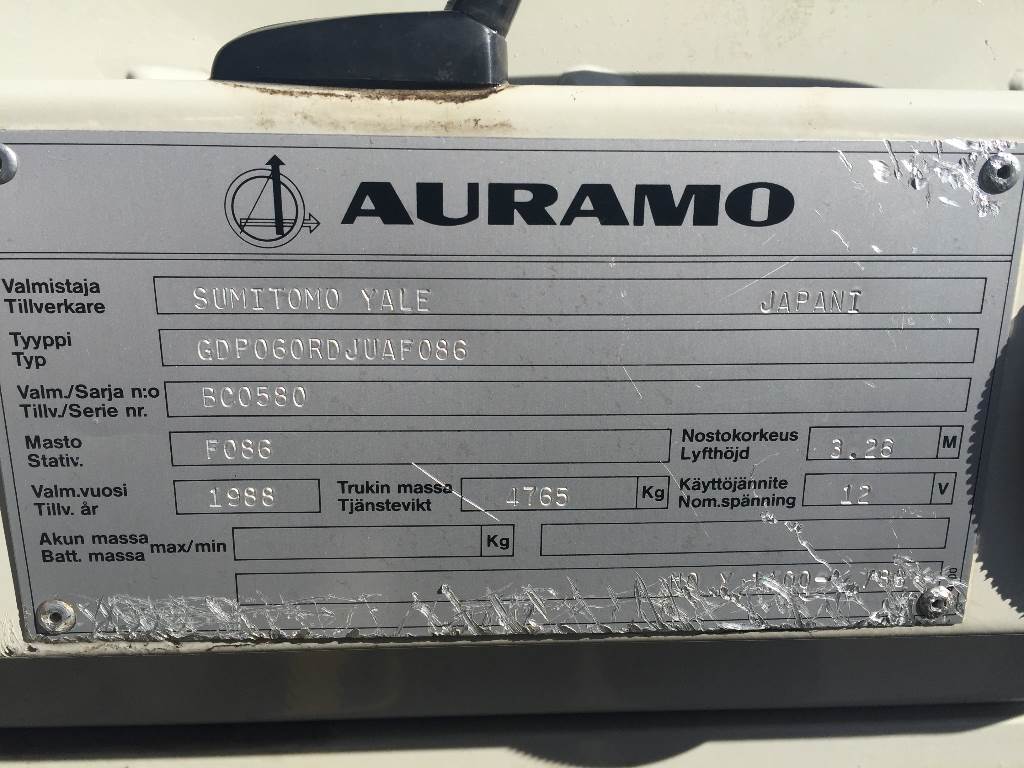 AURAMO
Valmistaja
Tillverkare
SUMITOMO YALE JAPANI
Tyyppi
Typ
GDP060RDJUAF086
Valm./Sarja n:o
Tillv./Serie nr.
BC0580
Masto
Stativ.
F086
Nostokorkeus
Lyfthöjd
3.26 M
Valm.vuosi
Tillv. år
1988
Trukin massa
Tjänstevikt
4765 Kg
Käyttöjännite
Nom.spänning
12 V
Akun massa
Batt. massa
max/min
Kg
NO